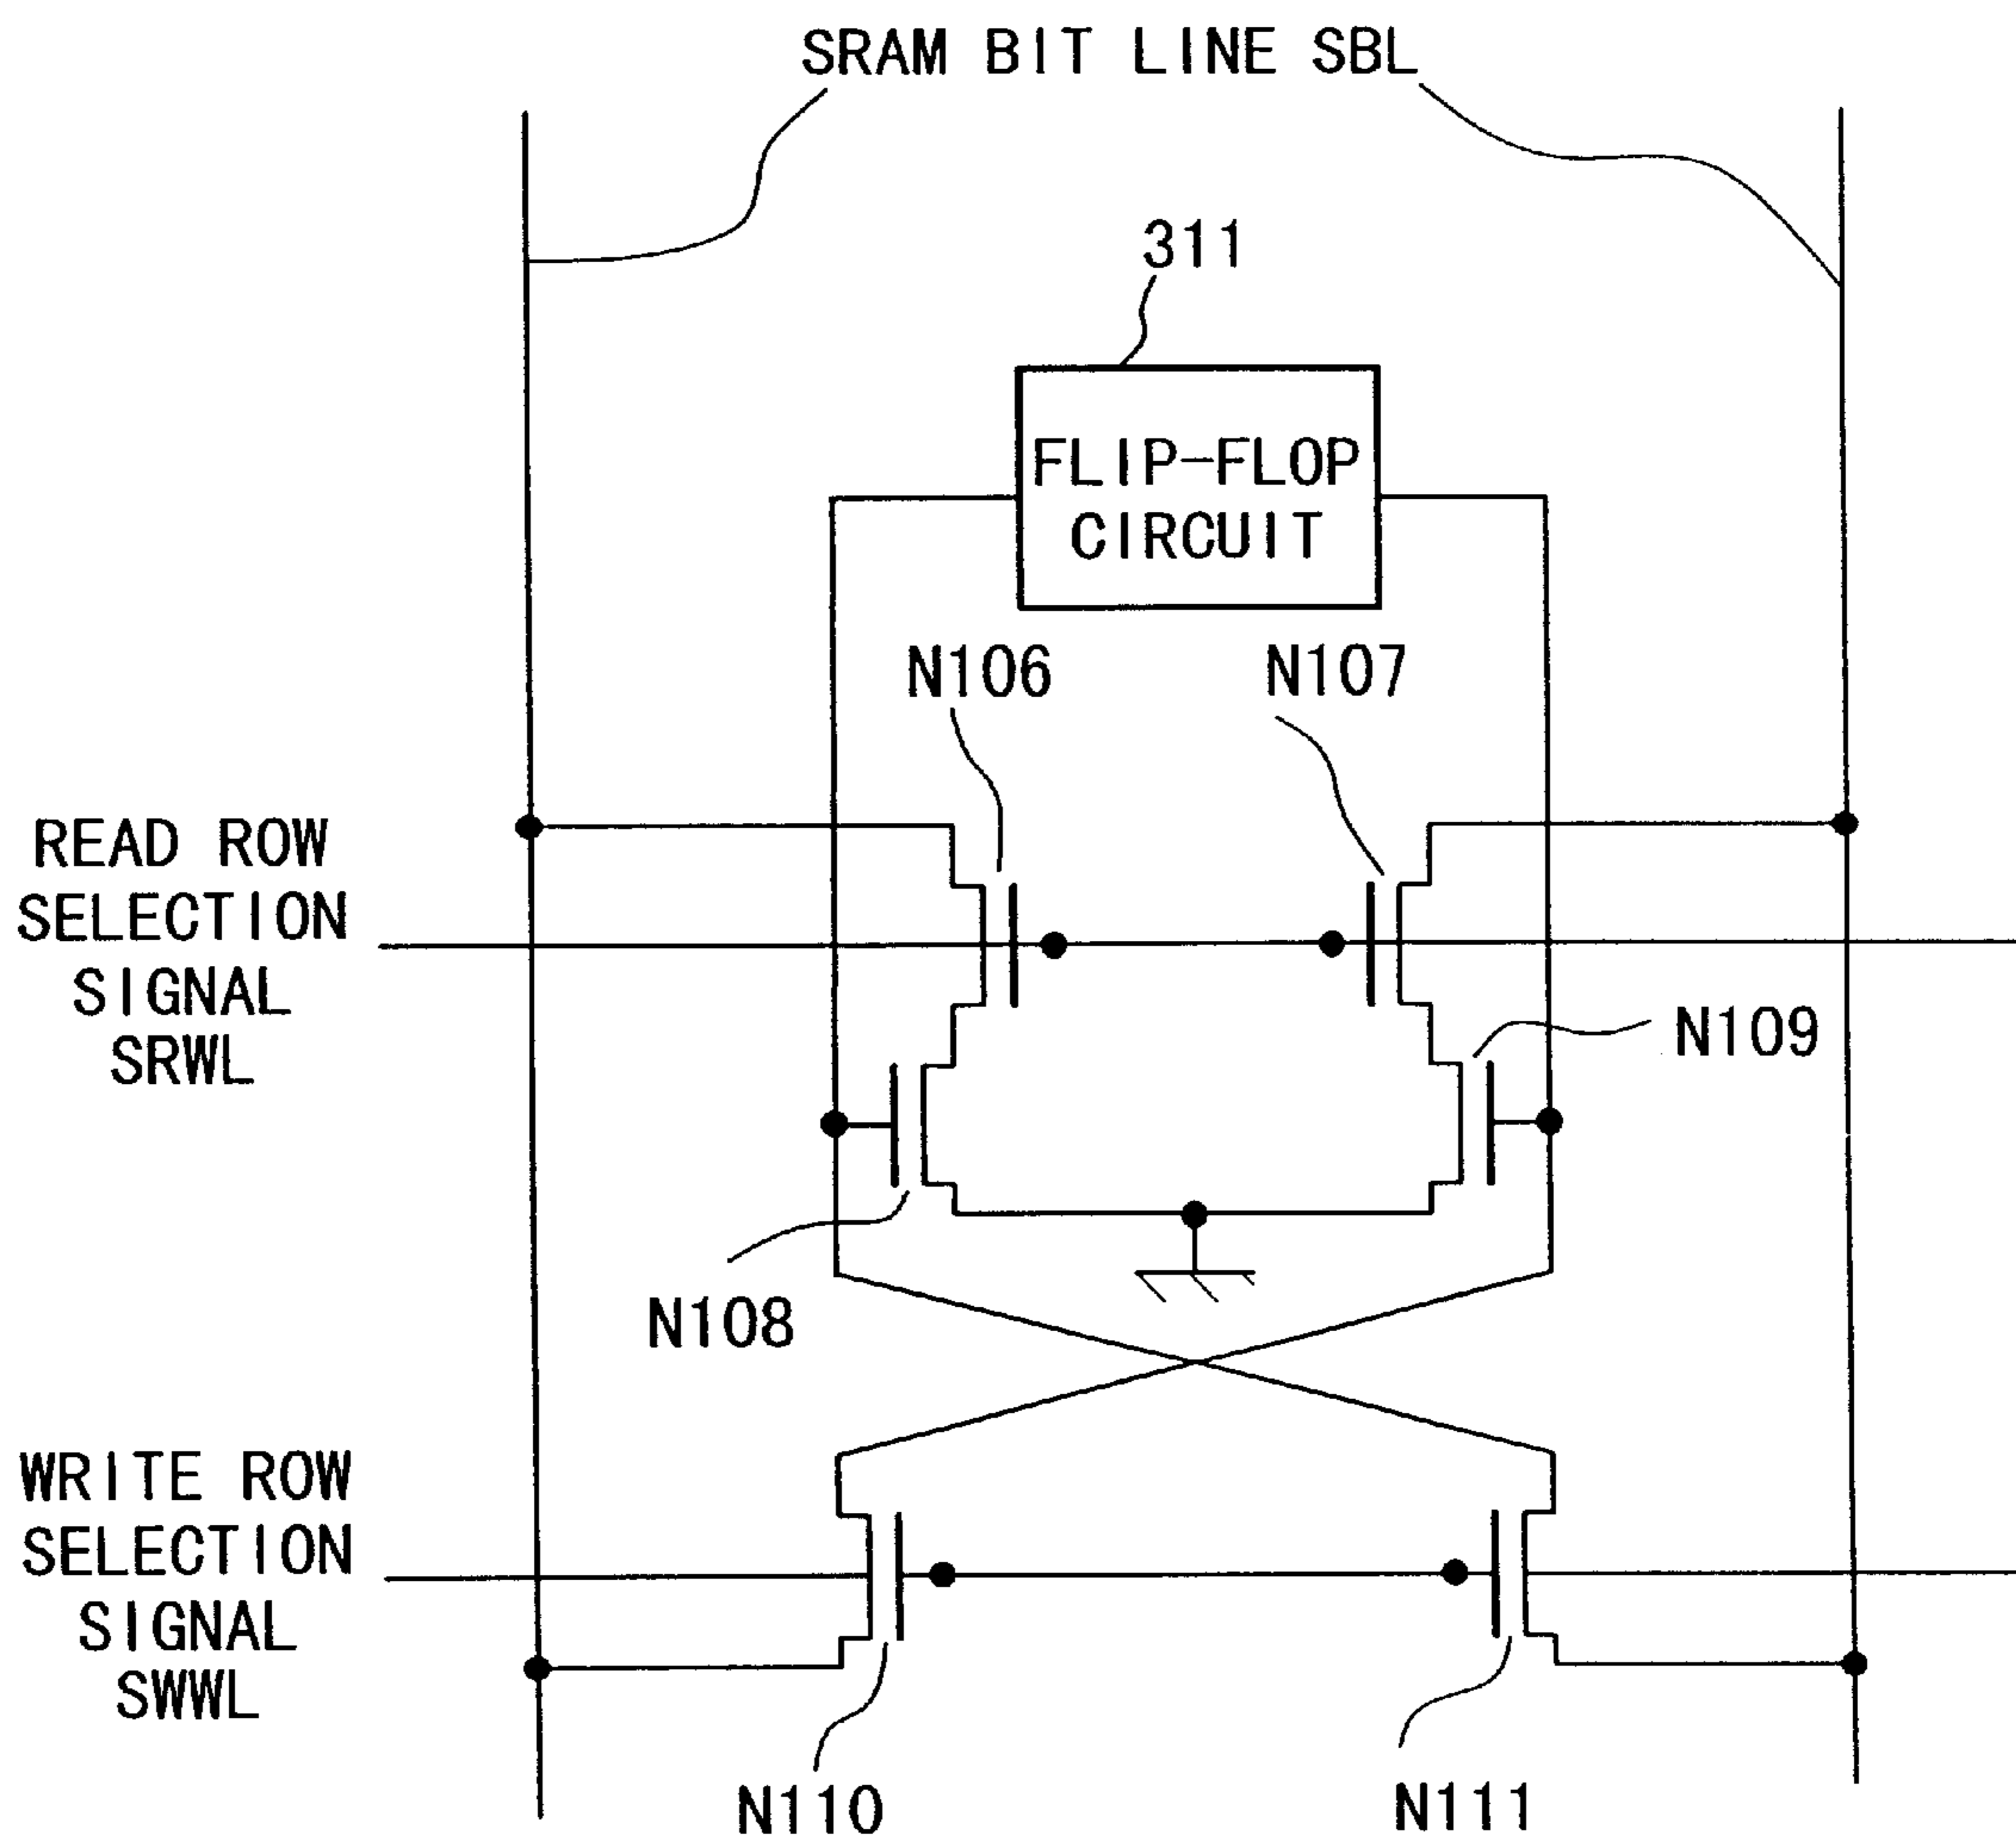 SRAM BIT LINE SBL
311
FLIP-FLOP
CIRCUIT
N106
N107
READ ROW
SELECTION
SIGNAL
SRWL
N109
N108
WRITE ROW
SELECTION
SIGNAL
SWWL
N110
N111